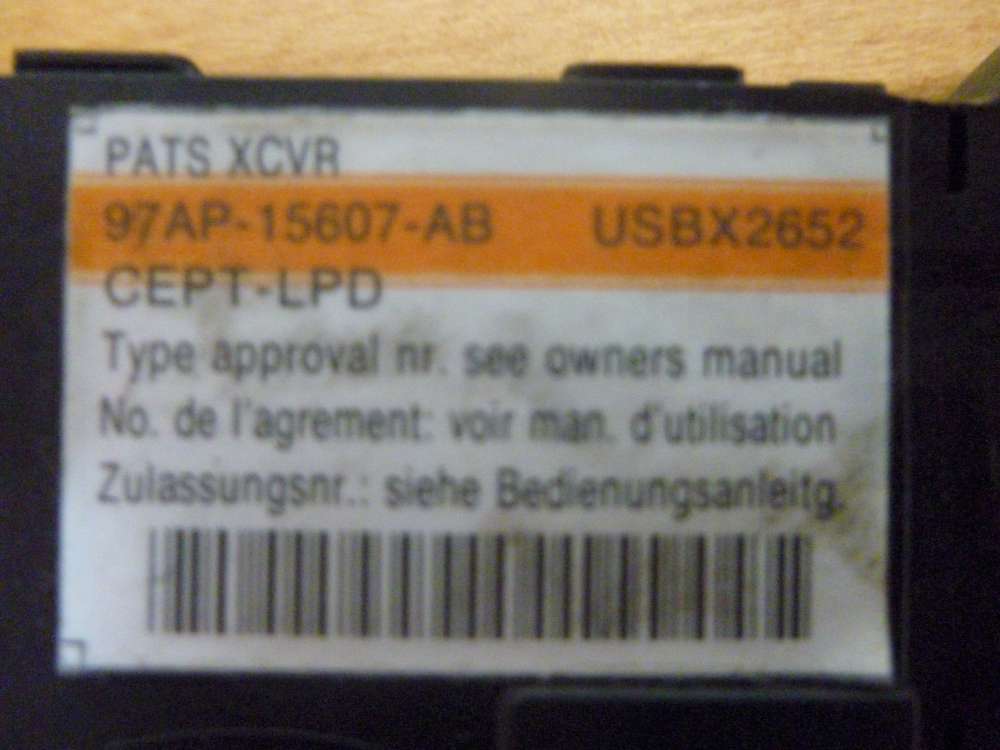 PATS XCVR
97AP-15607-AB USBX2652
CEPT-LPD
Type approval nr. see owners manual
No. de l'agrement: voir man. d'utilisation
Zulassungsnr.: siehe Bedienungsanleitg.